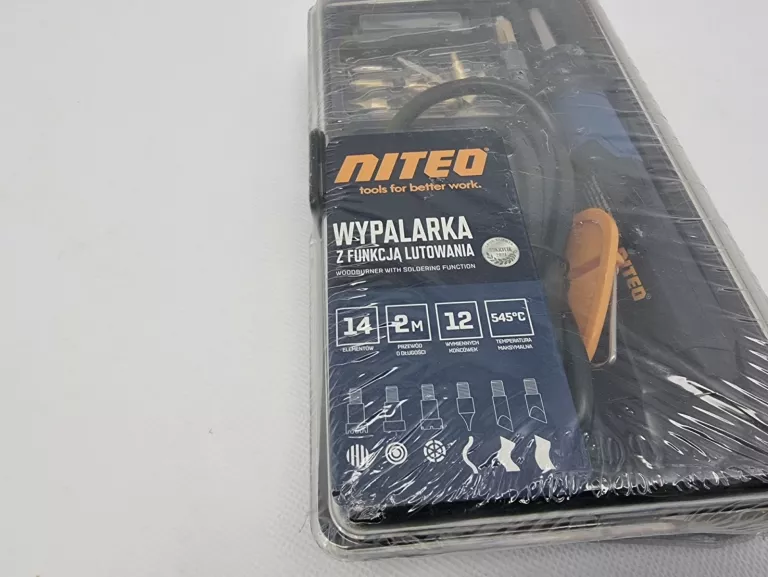 NITEO
tools for better work.
WYPALARKA
Z FUNKCJĄ LUTOWANIA
WOODBURNER WITH SOLDERING FUNCTION
14
ELEMENTÓW
2M
PRZEWÓD
O DŁUGOŚCI
12
WYMIENNYCH
KOŃCÓWEK
545°C
TEMPERATURA
MAKSYMALNA
NITEO